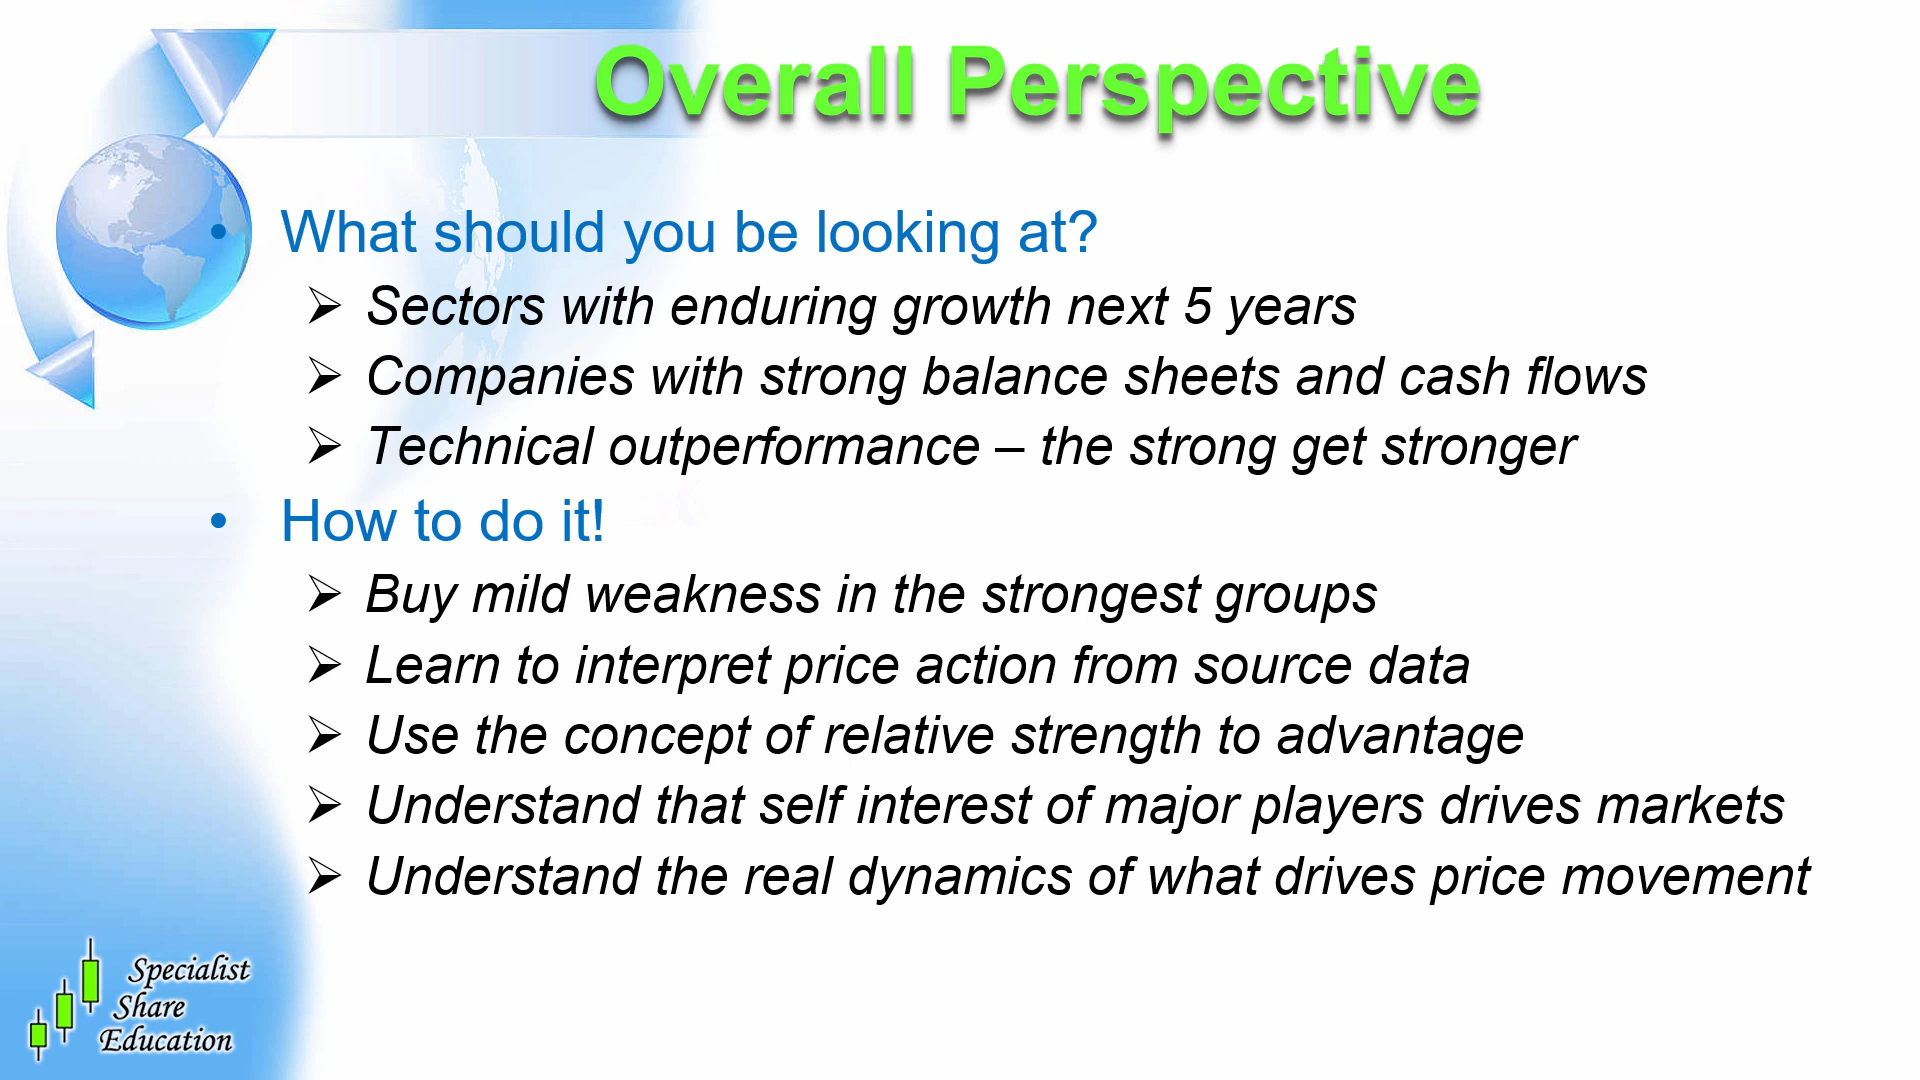 Overall Perspective
• What should you be looking at?
➢ Sectors with enduring growth next 5 years
➢ Companies with strong balance sheets and cash flows
➢ Technical outperformance – the strong get stronger
• How to do it!
➢ Buy mild weakness in the strongest groups
➢ Learn to interpret price action from source data
➢ Use the concept of relative strength to advantage
➢ Understand that self interest of major players drives markets
➢ Understand the real dynamics of what drives price movement
Specialist
Share
Education